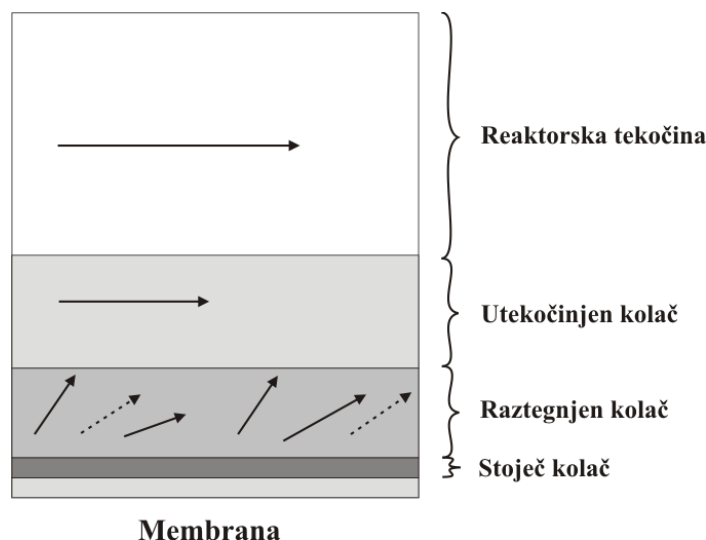 Reaktorska tekočina
Utekočinjen kolač
Raztegnjen kolač
Stoječ kolač
Membrana